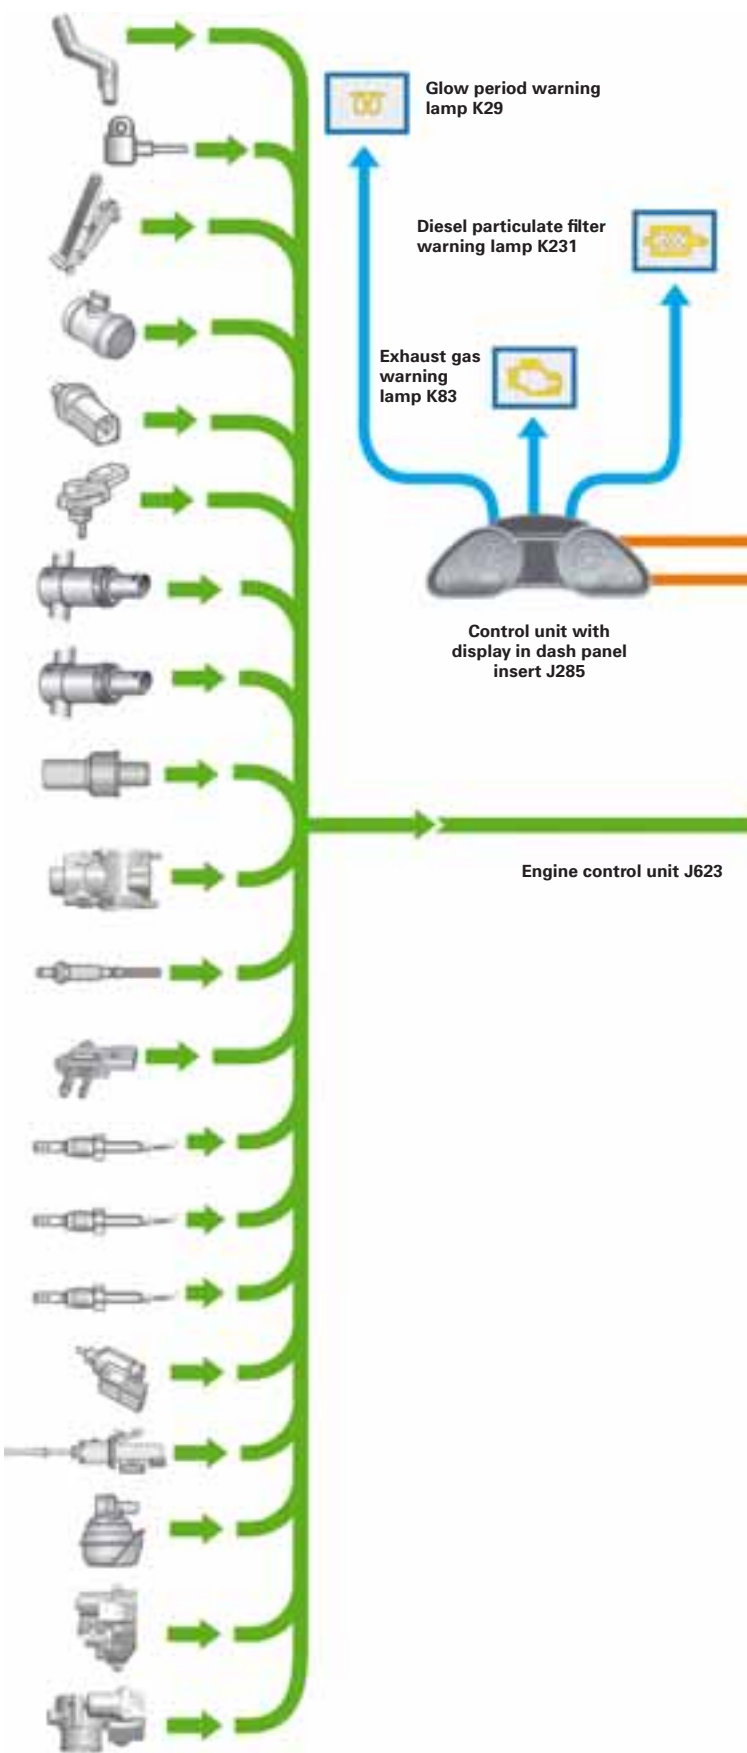 Glow period warning
lamp K29
Diesel particulate filter
warning lamp K231
Exhaust gas
warning
lamp K83
Control unit with
display in dash panel
insert J285
Engine control unit J623